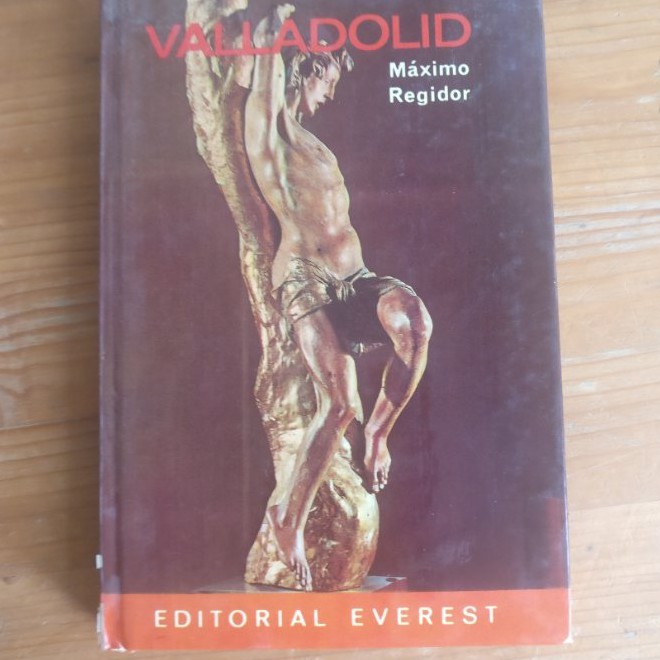 VALLADOLID
Máximo
Regidor
EDITORIAL EVEREST